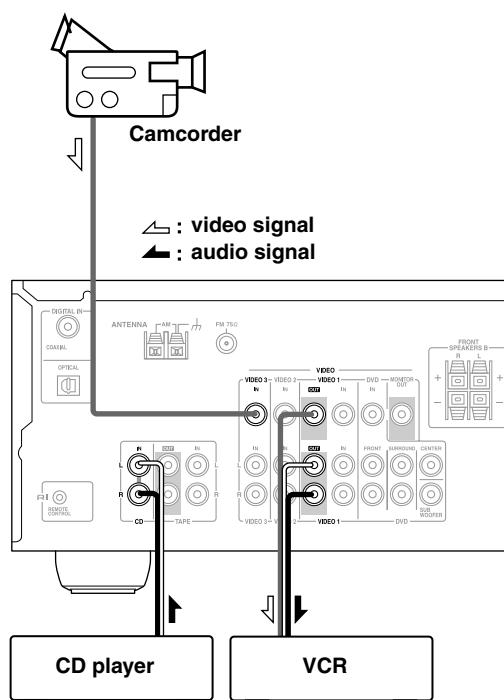 Camcorder
: video signal
: audio signal
DIGITAL IN
COAXIAL
OPTICAL
ANTENNA
AM
FM 75Ω
FRONT
SPEAKERS B
R L
+ +
− −
VIDEO
VIDEO 3 VIDEO 2 VIDEO 1 DVD MONITOR
OUT
IN IN OUT IN IN
IN OUT IN
IN IN OUT IN FRONT SURROUND CENTER
L L L
R R R
SUB
WOOFER
CD TAPE
VIDEO 3 VIDEO 2 VIDEO 1 DVD
RI
REMOTE
CONTROL
CD player
VCR